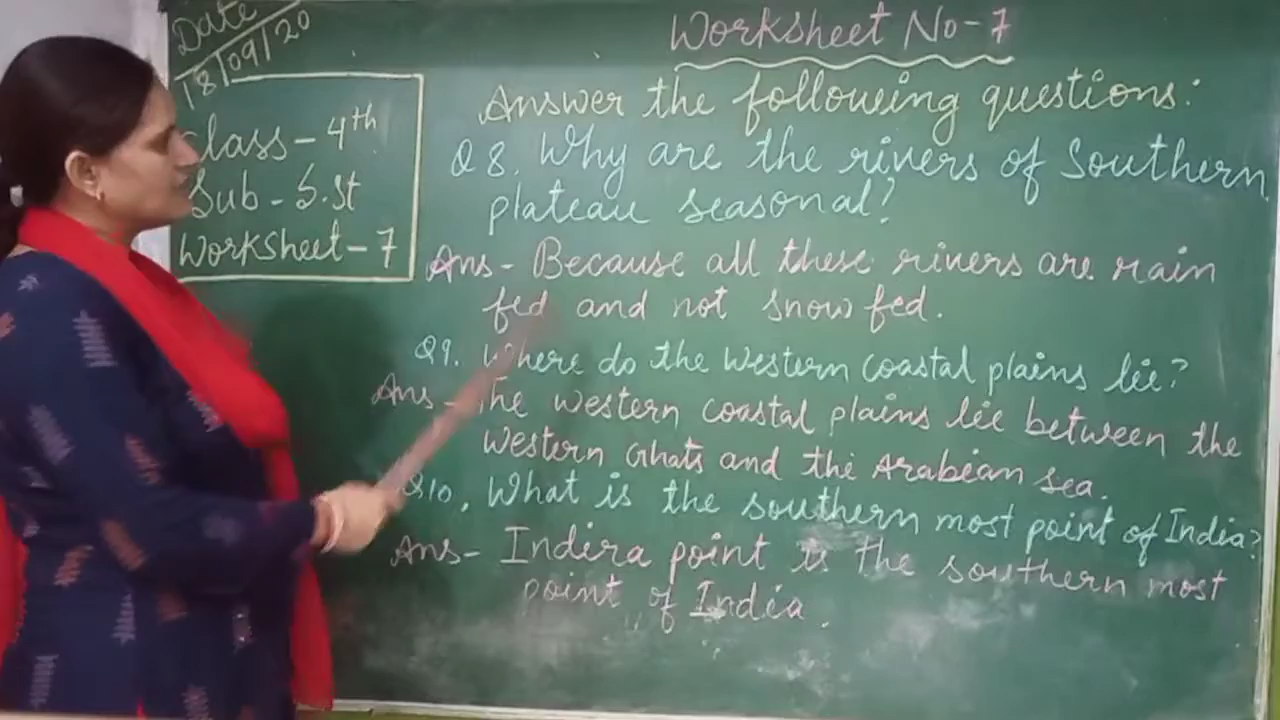 Date
18/09/20
Class - 4th
Sub - S.St
Worksheet - 7
Worksheet No - 7
Answer the following questions:
Q 8. Why are the rivers of Southern
plateau seasonal?
Ans - Because all these rivers are rain
fed and not snow fed.
Q9. Where do the Western Coastal plains lie?
Ans - The western coastal plains lie between the
Western Ghats and the Arabian sea.
Q10. What is the southern most point of India?
Ans - Indira point is the southern most
point of India.